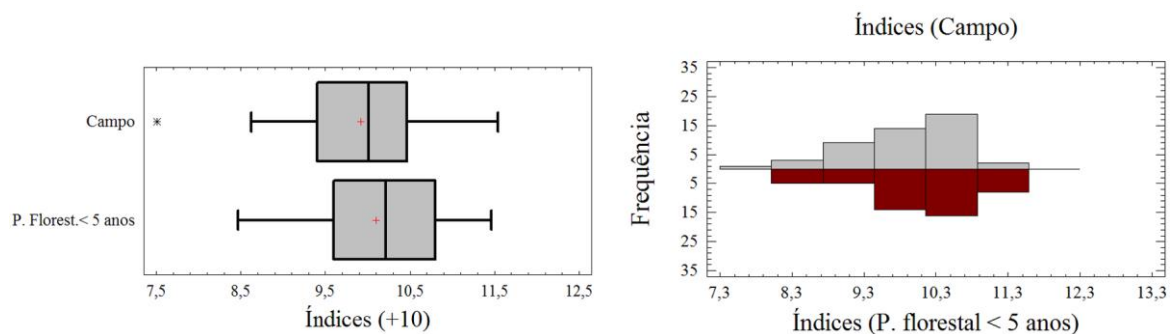 Campo
P. Florest.< 5 anos
7,5 8,5 9,5 10,5 11,5 12,5
Índices (+10)
Índices (Campo)
Frequência
35
25
15
5
5
15
25
35
7,3 8,3 9,3 10,3 11,3 12,3 13,3
Índices (P. florestal < 5 anos)